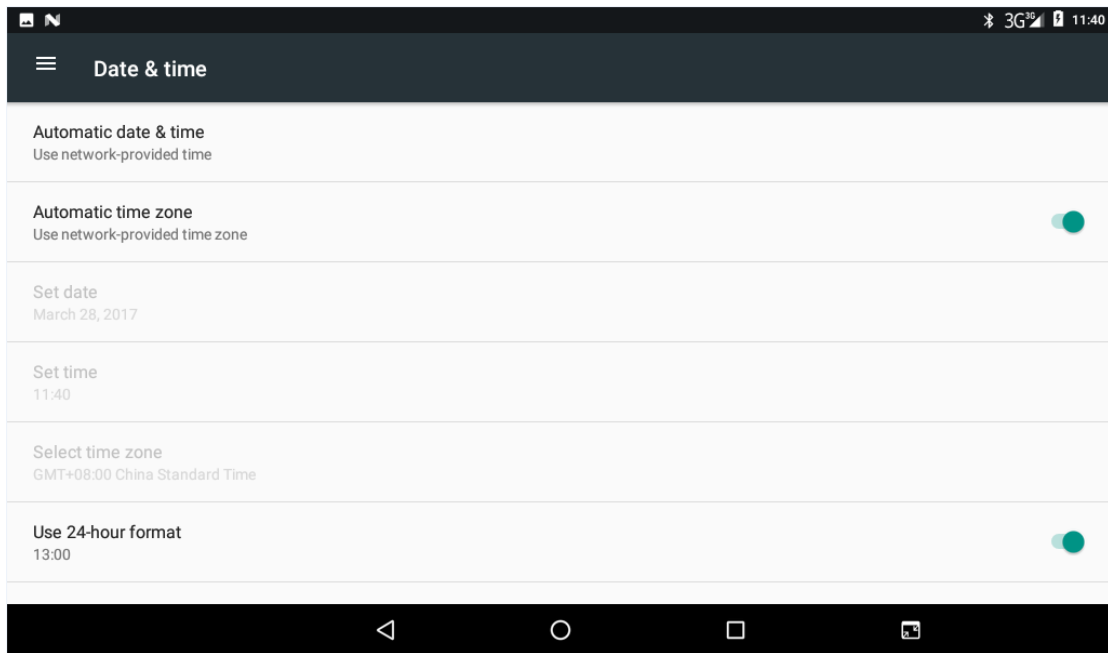 3G 3G 11:40
Date & time
Automatic date & time
Use network-provided time
Automatic time zone
Use network-provided time zone
Set date
March 28, 2017
Set time
11:40
Select time zone
GMT+08:00 China Standard Time
Use 24-hour format
13:00